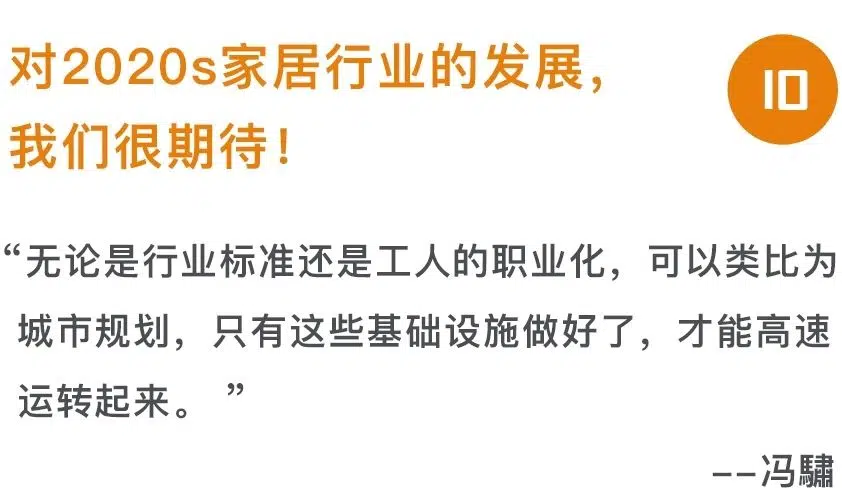 对2020s家居行业的发展，
10
我们很期待！
“无论是行业标准还是工人的职业化，可以类比为
城市规划，只有这些基础设施做好了，才能高速
运转起来。”
--冯驌